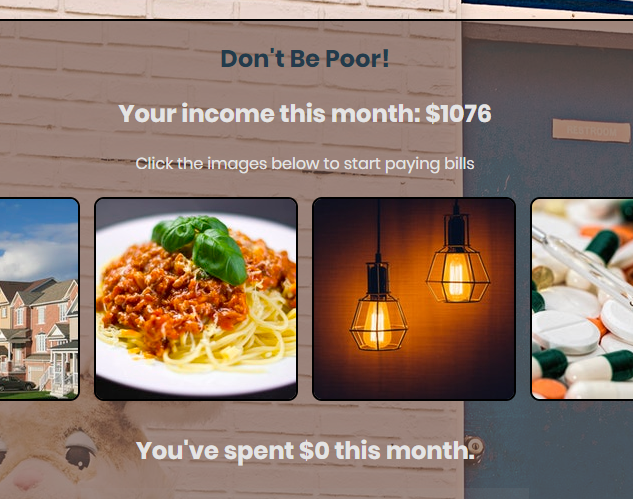 Don't Be Poor!
Your income this month: $1076
Click the images below to start paying bills
RESTROOM
You've spent $0 this month.